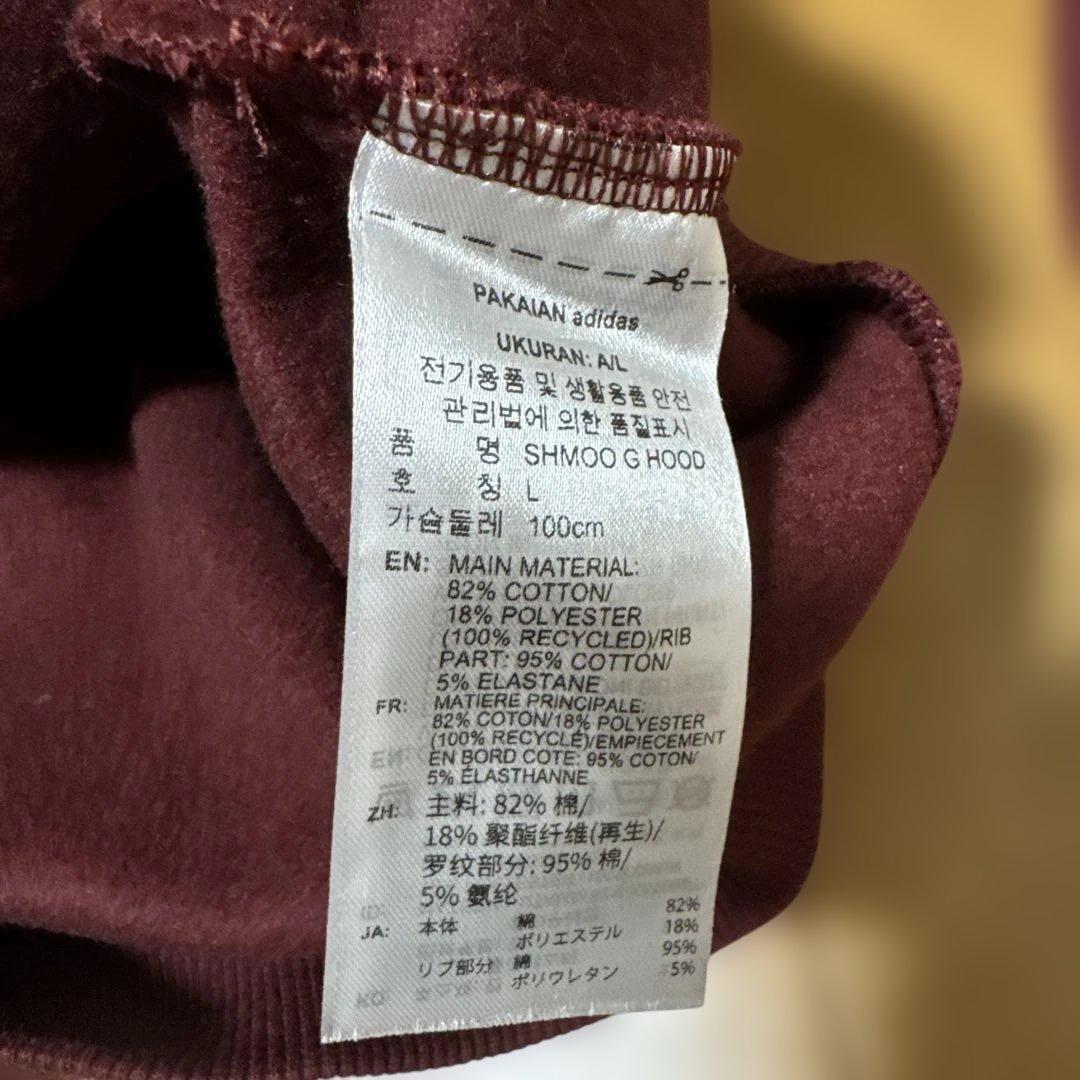 PAKAIAN adidas
UKURAN: A/L
전기용품 및 생활용품 안전
관리법에 의한 품질표시
품 명 SHMOO G HOOD
호 칭 L
가슴둘레 100cm
EN: MAIN MATERIAL:
82% COTTON/
18% POLYESTER
(100% RECYCLED)/RIB
PART: 95% COTTON/
5% ELASTANE
FR: MATIERE PRINCIPALE:
82% COTON/18% POLYESTER
(100% RECYCLÉ)/EMPIECEMENT
EN BORD COTE: 95% COTON/
5% ÉLASTHANNE
ZH: 主料: 82% 棉/
18% 聚酯纤维(再生)/
罗纹部分: 95% 棉/
5% 氨纶
JA: 本体 綿 82%
ポリエステル 18%
リブ部分 綿 95%
ポリウレタン 5%